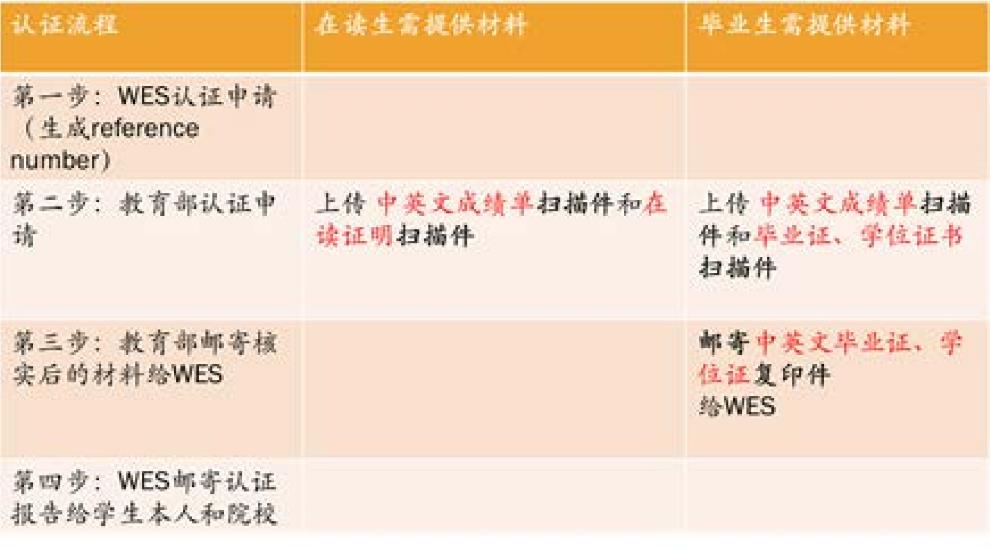 认证流程
在读生需提供材料
毕业生需提供材料
第一步：WES认证申请
（生成reference
number）
第二步：教育部认证申
请
上传 中英文成绩单扫描件和在
读证明扫描件
上传 中英文成绩单扫描
件和毕业证、学位证书
扫描件
第三步：教育部邮寄核
实后的材料给WES
邮寄中英文毕业证、学
位证复印件
给WES
第四步：WES邮寄认证
报告给学生本人和院校